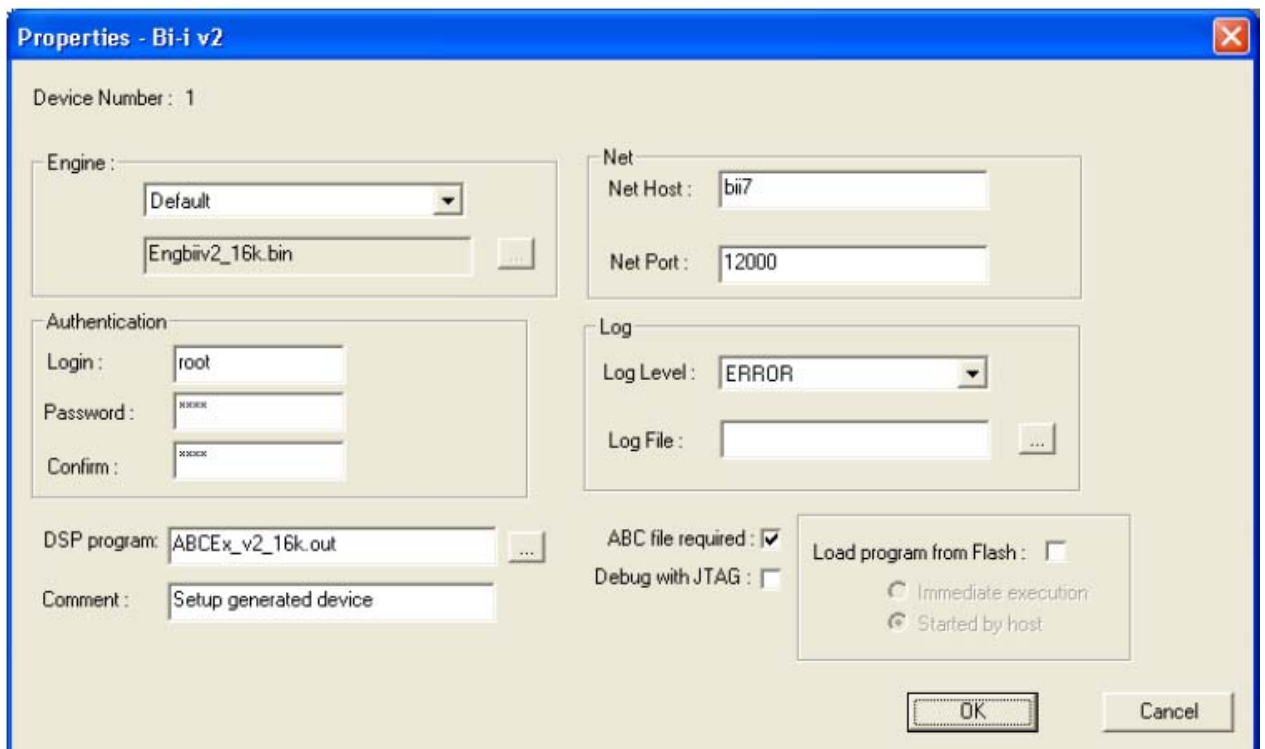 Properties - Bi-i v2
Device Number : 1
Engine :
Default
Engbiiv2_16k.bin
...
Net
Net Host : bii7
Net Port : 12000
Authentication
Login : root
Password : ****
Confirm : ****
Log
Log Level : ERROR
Log File :
...
DSP program: ABCEx_v2_16k.out
...
Comment : Setup generated device
ABC file required :
Debug with JTAG :
Load program from Flash :
Immediate execution
Started by host
OK
Cancel